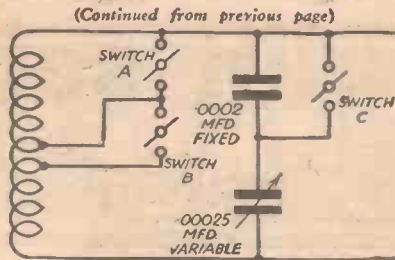 (Continued from previous page)
SWITCH
A
.0002
MFD
FIXED
SWITCH
C
SWITCH
B
.00025
MFD.
VARIABLE